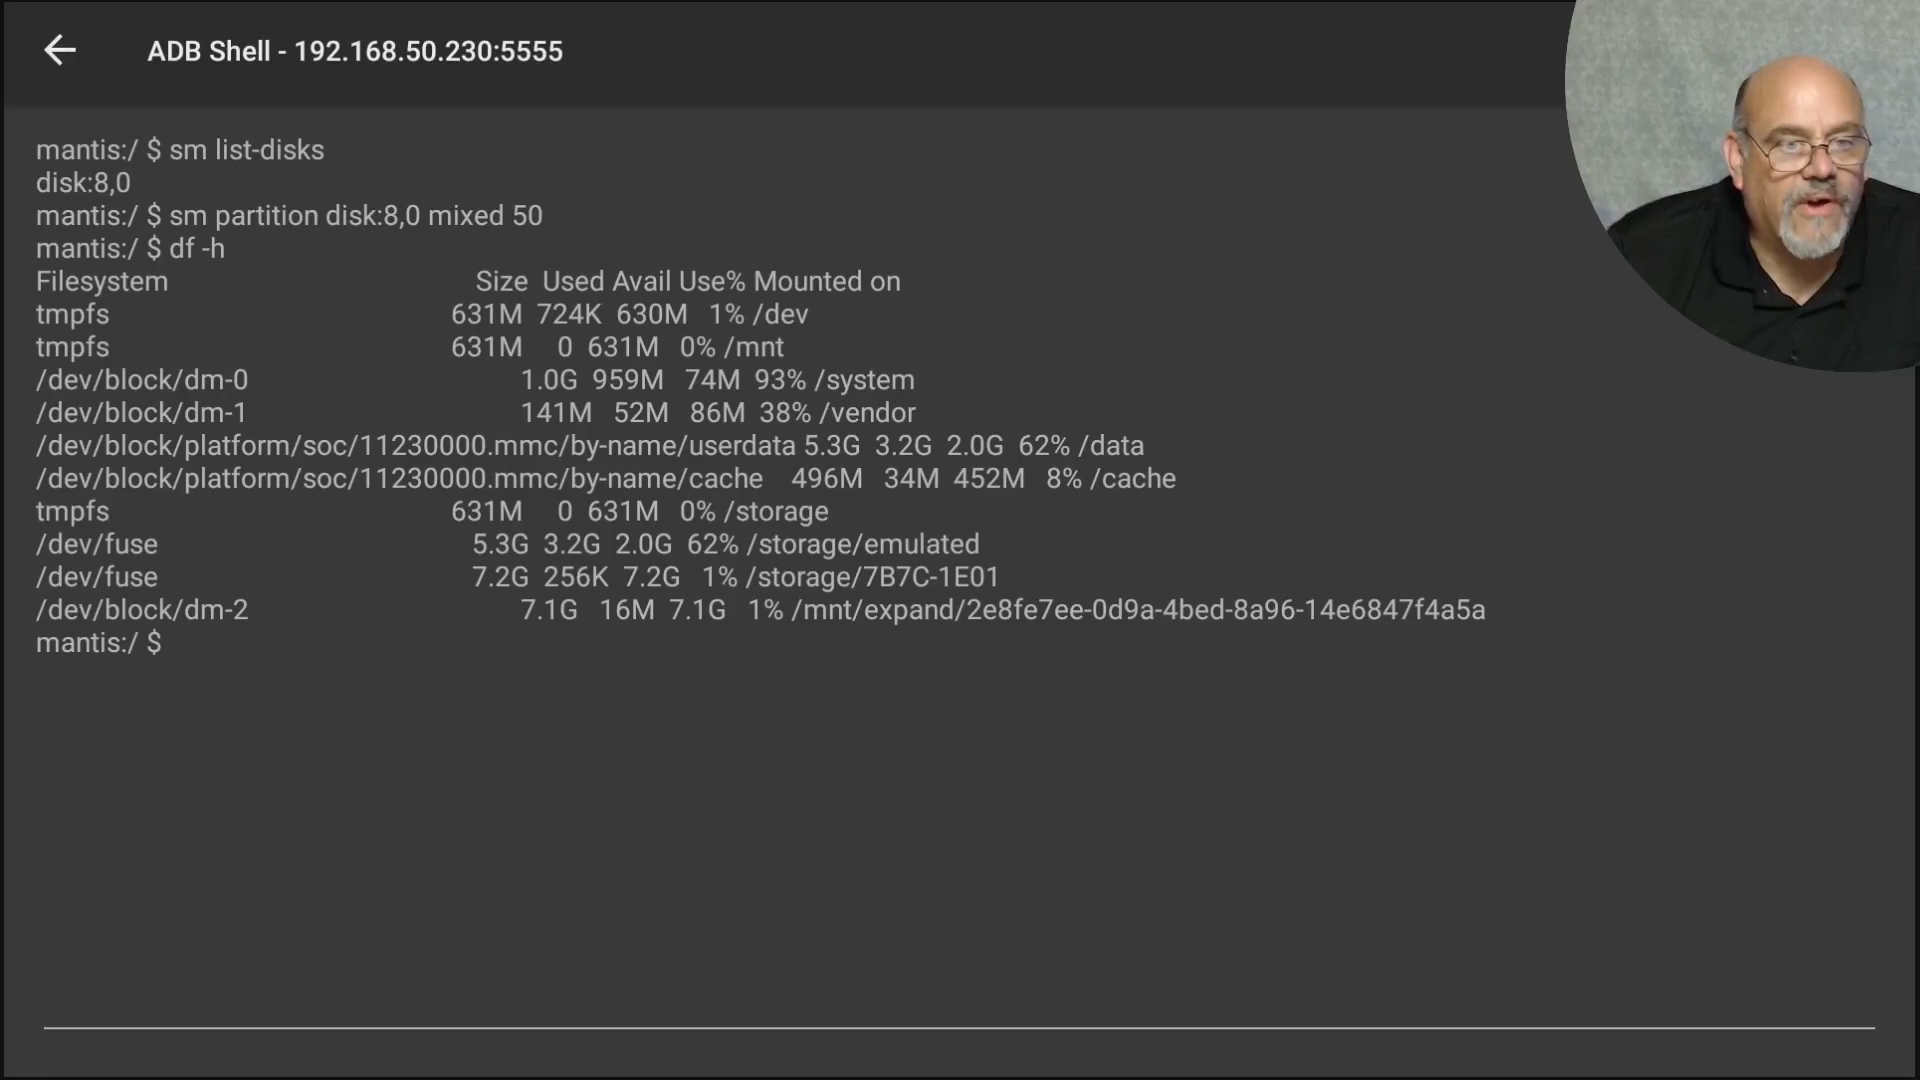 ADB Shell - 192.168.50.230:5555
mantis:/ $ sm list-disks
disk:8,0
mantis:/ $ sm partition disk:8,0 mixed 50
mantis:/ $ df -h
Filesystem Size Used Avail Use% Mounted on
tmpfs 631M 724K 630M 1% /dev
tmpfs 631M 0 631M 0% /mnt
/dev/block/dm-0 1.0G 959M 74M 93% /system
/dev/block/dm-1 141M 52M 86M 38% /vendor
/dev/block/platform/soc/11230000.mmc/by-name/userdata 5.3G 3.2G 2.0G 62% /data
/dev/block/platform/soc/11230000.mmc/by-name/cache 496M 34M 452M 8% /cache
tmpfs 631M 0 631M 0% /storage
/dev/fuse 5.3G 3.2G 2.0G 62% /storage/emulated
/dev/fuse 7.2G 256K 7.2G 1% /storage/7B7C-1E01
/dev/block/dm-2 7.1G 16M 7.1G 1% /mnt/expand/2e8fe7ee-0d9a-4bed-8a96-14e6847f4a5a
mantis:/ $